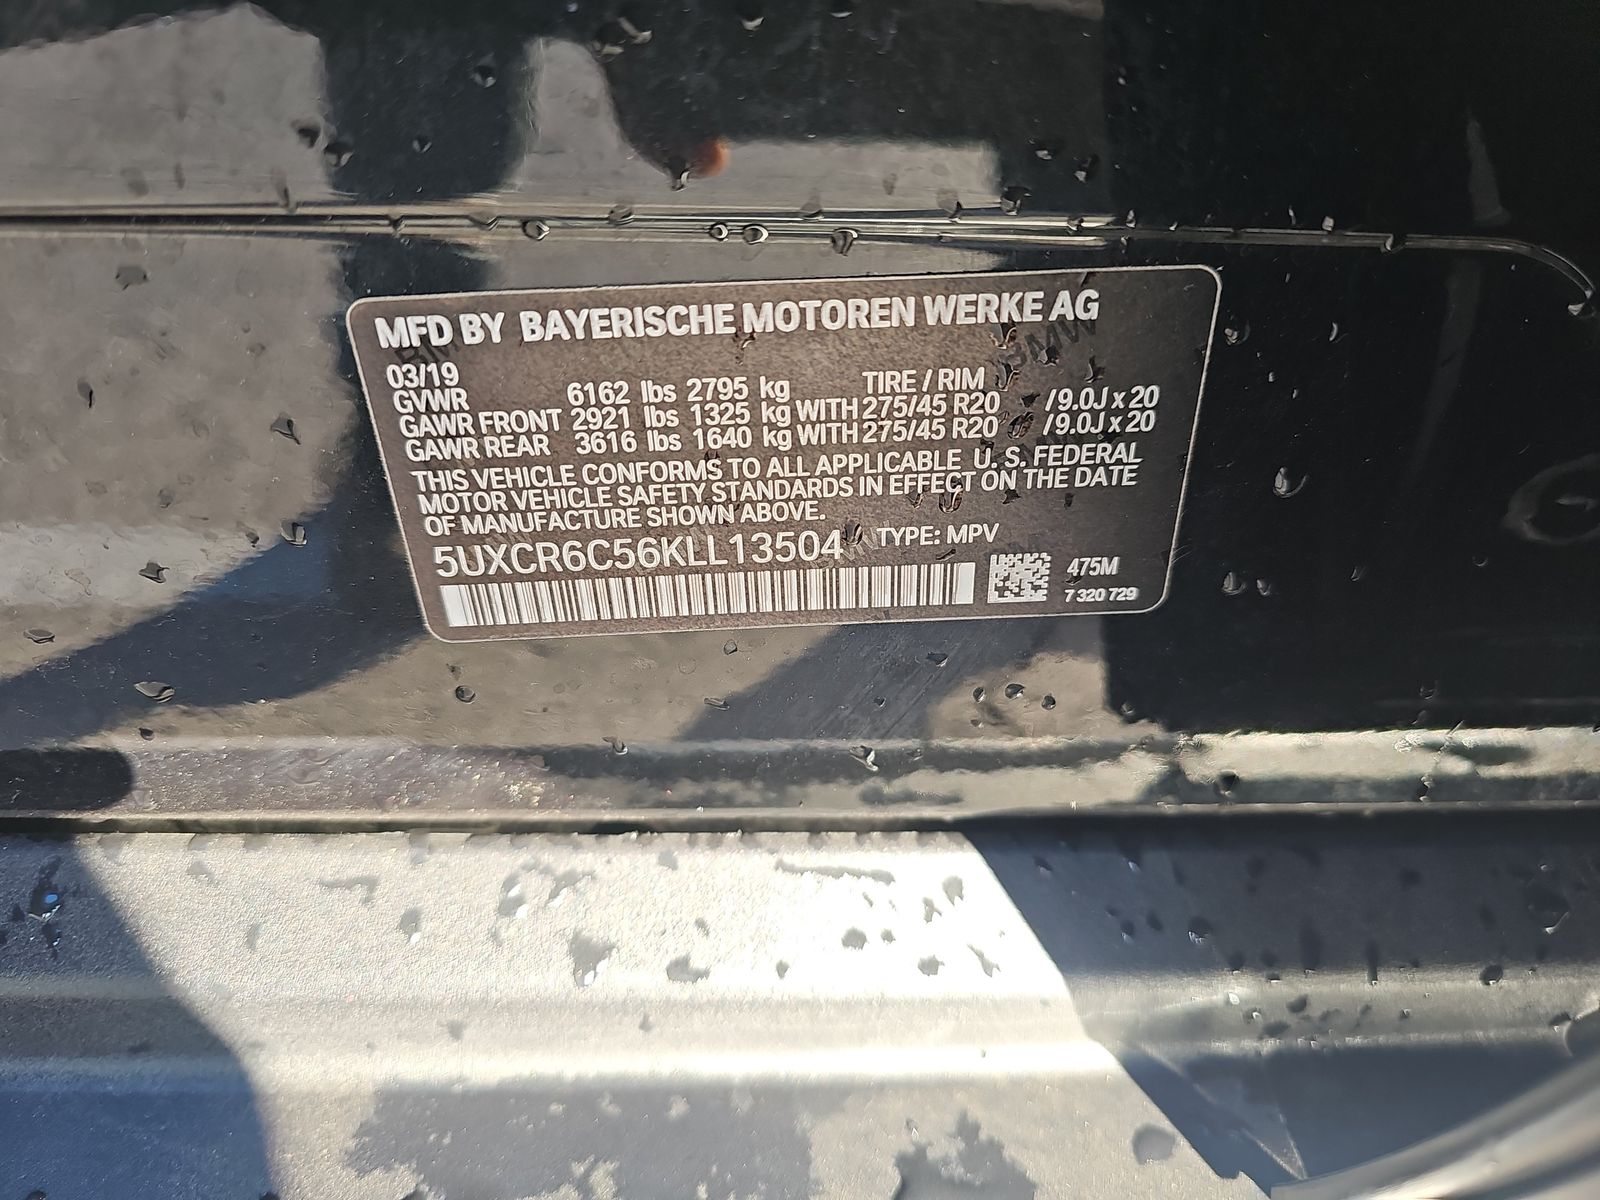 MFD BY BAYERISCHE MOTOREN WERKE AG
03/19 TIRE / RIM
GVWR 6162 lbs 2795 kg
GAWR FRONT 2921 lbs 1325 kg WITH 275/45 R20 /9.0J x 20
GAWR REAR 3616 lbs 1640 kg WITH 275/45 R20 /9.0J x 20
THIS VEHICLE CONFORMS TO ALL APPLICABLE U. S. FEDERAL
MOTOR VEHICLE SAFETY STANDARDS IN EFFECT ON THE DATE
OF MANUFACTURE SHOWN ABOVE.
5UXCR6C56KLL13504 TYPE: MPV
475M
7 320 729